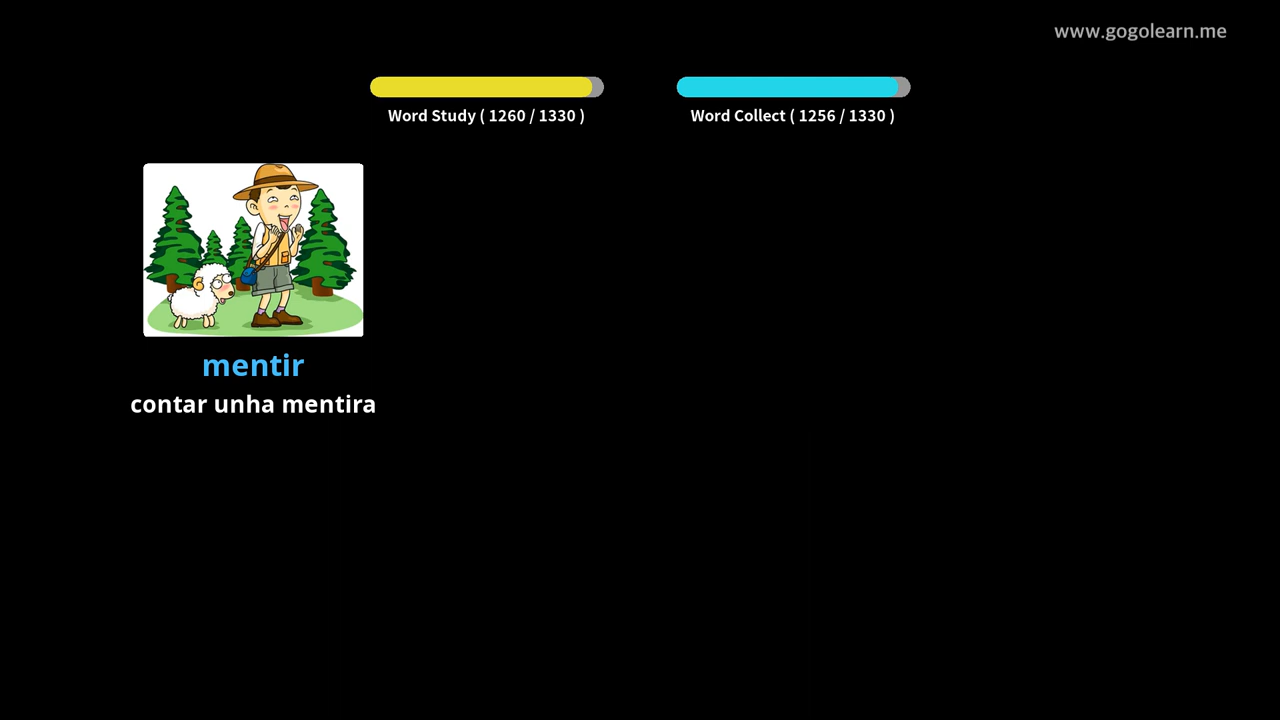 www.gogolearn.me
Word Study ( 1260 / 1330 )
Word Collect ( 1256 / 1330 )
mentir
contar unha mentira